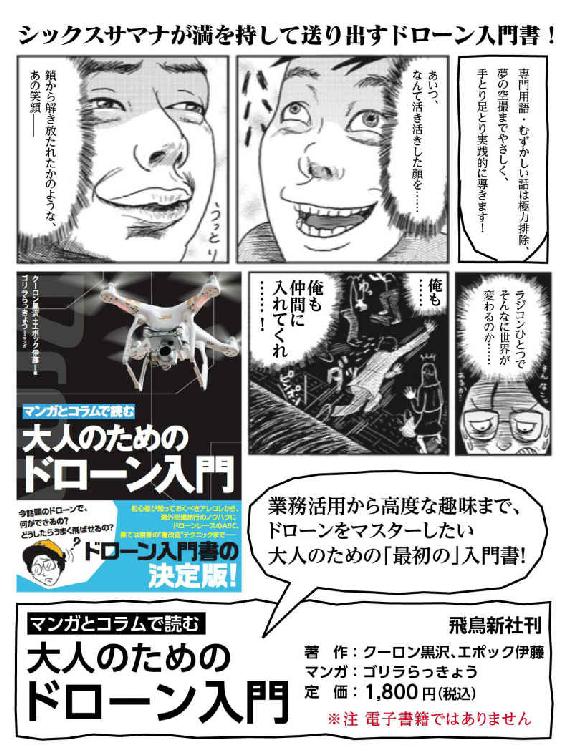 シックスサマナが満を持して送り出すドローン入門書!
専門用語・むずかしい話は極力排除、
夢の空撮までやさしく、
手とり足とり実践的に導きます!
あいつ、
なんて活き活きした顔を……
鎖から解き放たれたかのような、
あの笑顔――
うっとり
ラジコンひとつで
そんなに世界が
変わるのか……
俺も
……
俺も
仲間に
入れてくれ
……!
ダッ
ピンポン
クーロン黒沢+エポック伊藤=著
ゴリラらっきょう=マンガ
マンガとコラムで読む
大人のための
ドローン入門
今話題のドローンで、
何ができるの?
どうしたらうまく飛ばせるの?
ドローン入門書の
決定版!
業務活用から高度な趣味まで、
ドローンをマスターしたい
大人のための「最初の」入門書!
マンガとコラムで読む
大人のための
ドローン入門
飛鳥新社刊
著 作:クーロン黒沢、エポック伊藤
マンガ:ゴリラらっきょう
定 価:1,800円(税込)
※注 電子書籍ではありません